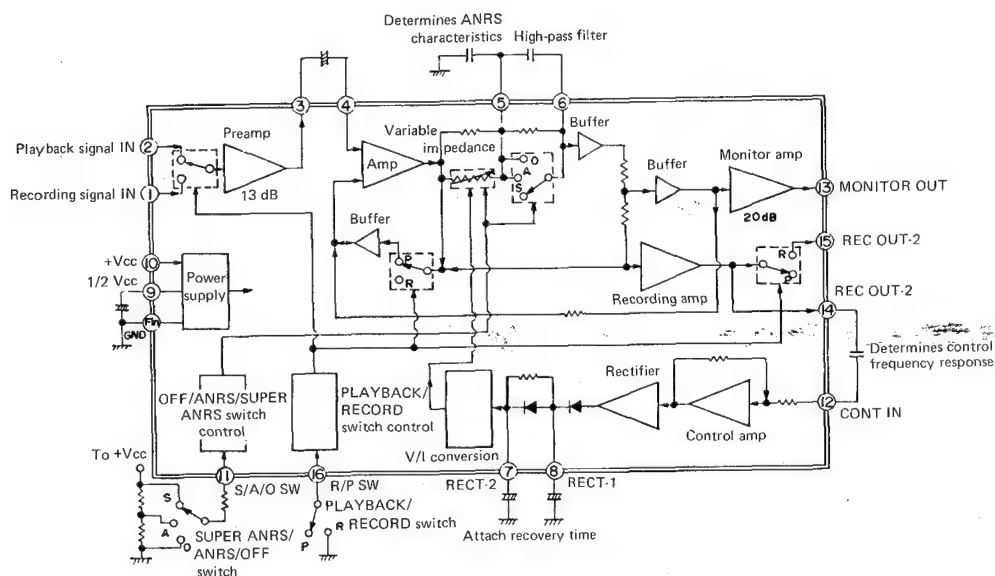 Determines ANRS
characteristics
High-pass filter
3
4
5
6
Playback signal IN
2
Preamp
13 dB
Recording signal IN
1
Amp
Variable
impedance
O
A
S
Buffer
Buffer
Monitor amp
20dB
13
MONITOR OUT
+Vcc
10
1/2 Vcc
9
Fin
GND
Power
supply
Buffer
P
R
Recording amp
R
P
15
REC OUT-2
REC OUT-2
14
Determines control
frequency response
OFF/ANRS/SUPER
ANRS switch
control
PLAYBACK/
RECORD
switch control
V/I conversion
Rectifier
Control amp
12
CONT IN
To +Vcc
11
S/A/O SW
16
R/P SW
7
RECT-2
8
RECT-1
S
A
O
SUPER ANRS/
ANRS/OFF
switch
PLAYBACK/
RECORD switch
P
R
Attach recovery time